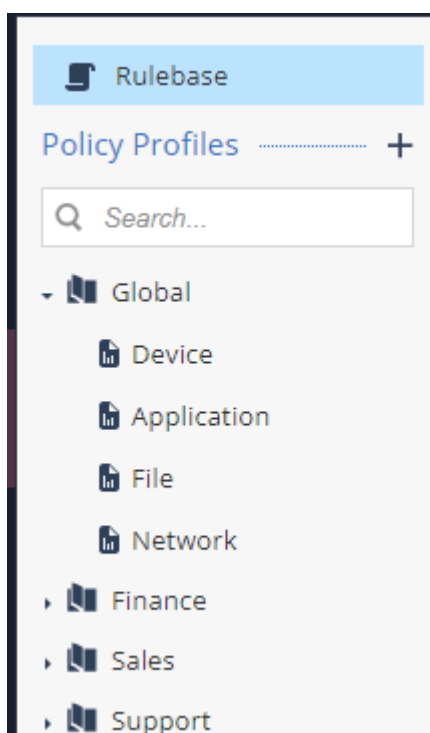 Rulebase
Policy Profiles
Search...
Global
Device
Application
File
Network
Finance
Sales
Support